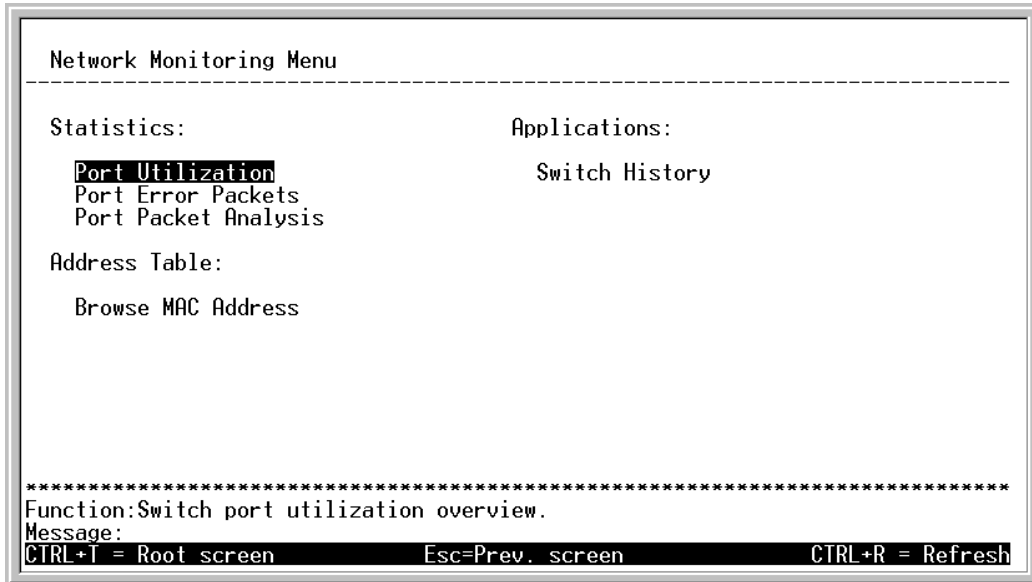 Network Monitoring Menu
--------------------------------------------------------------------------------
Statistics: Applications:
Port Utilization Switch History
Port Error Packets
Port Packet Analysis
Address Table:
Browse MAC Address
********************************************************************************
Function:Switch port utilization overview.
Message:
CTRL+T = Root screen Esc=Prev. screen CTRL+R = Refresh